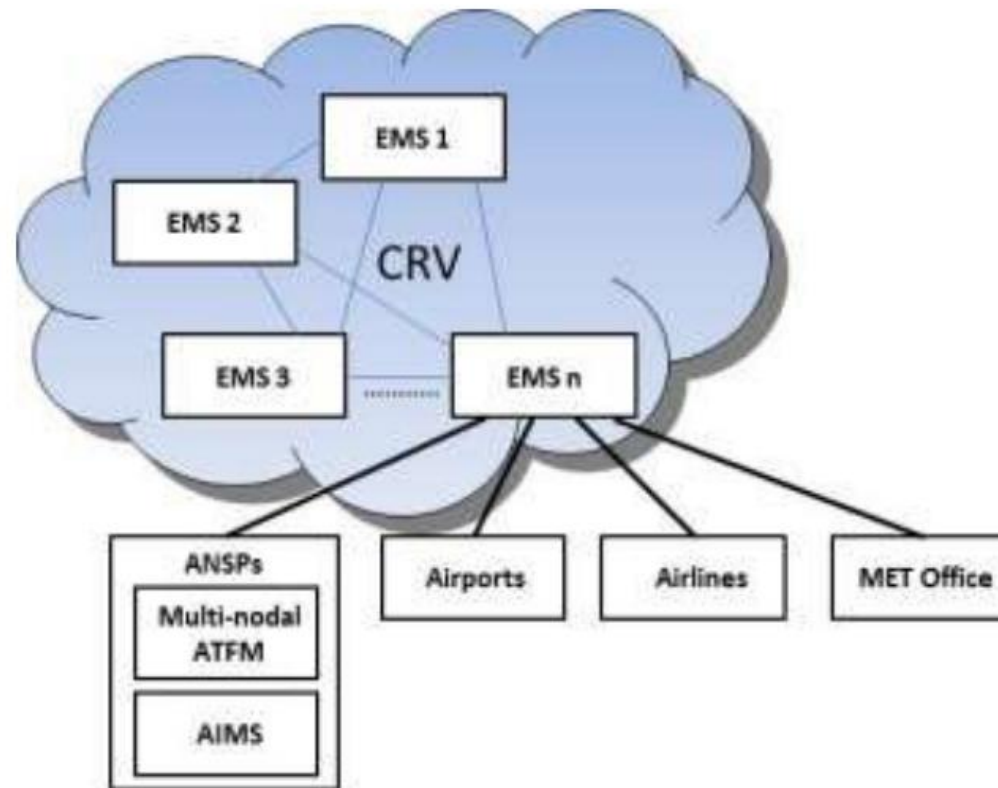 EMS 1
EMS 2
CRV
EMS 3
..........
EMS n
ANSPs
Multi-nodal
ATFM
AIMS
Airports
Airlines
MET Office